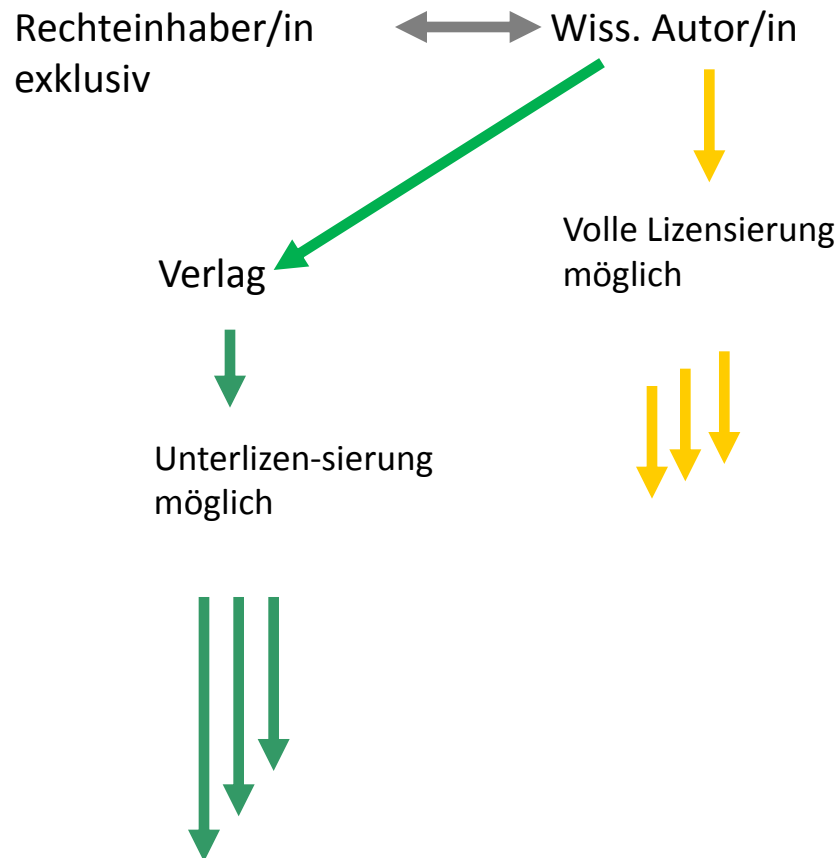 Rechteinhaber/in
exklusiv
Wiss. Autor/in
Volle Lizensierung
möglich
Verlag
Unterlizen-sierung
möglich